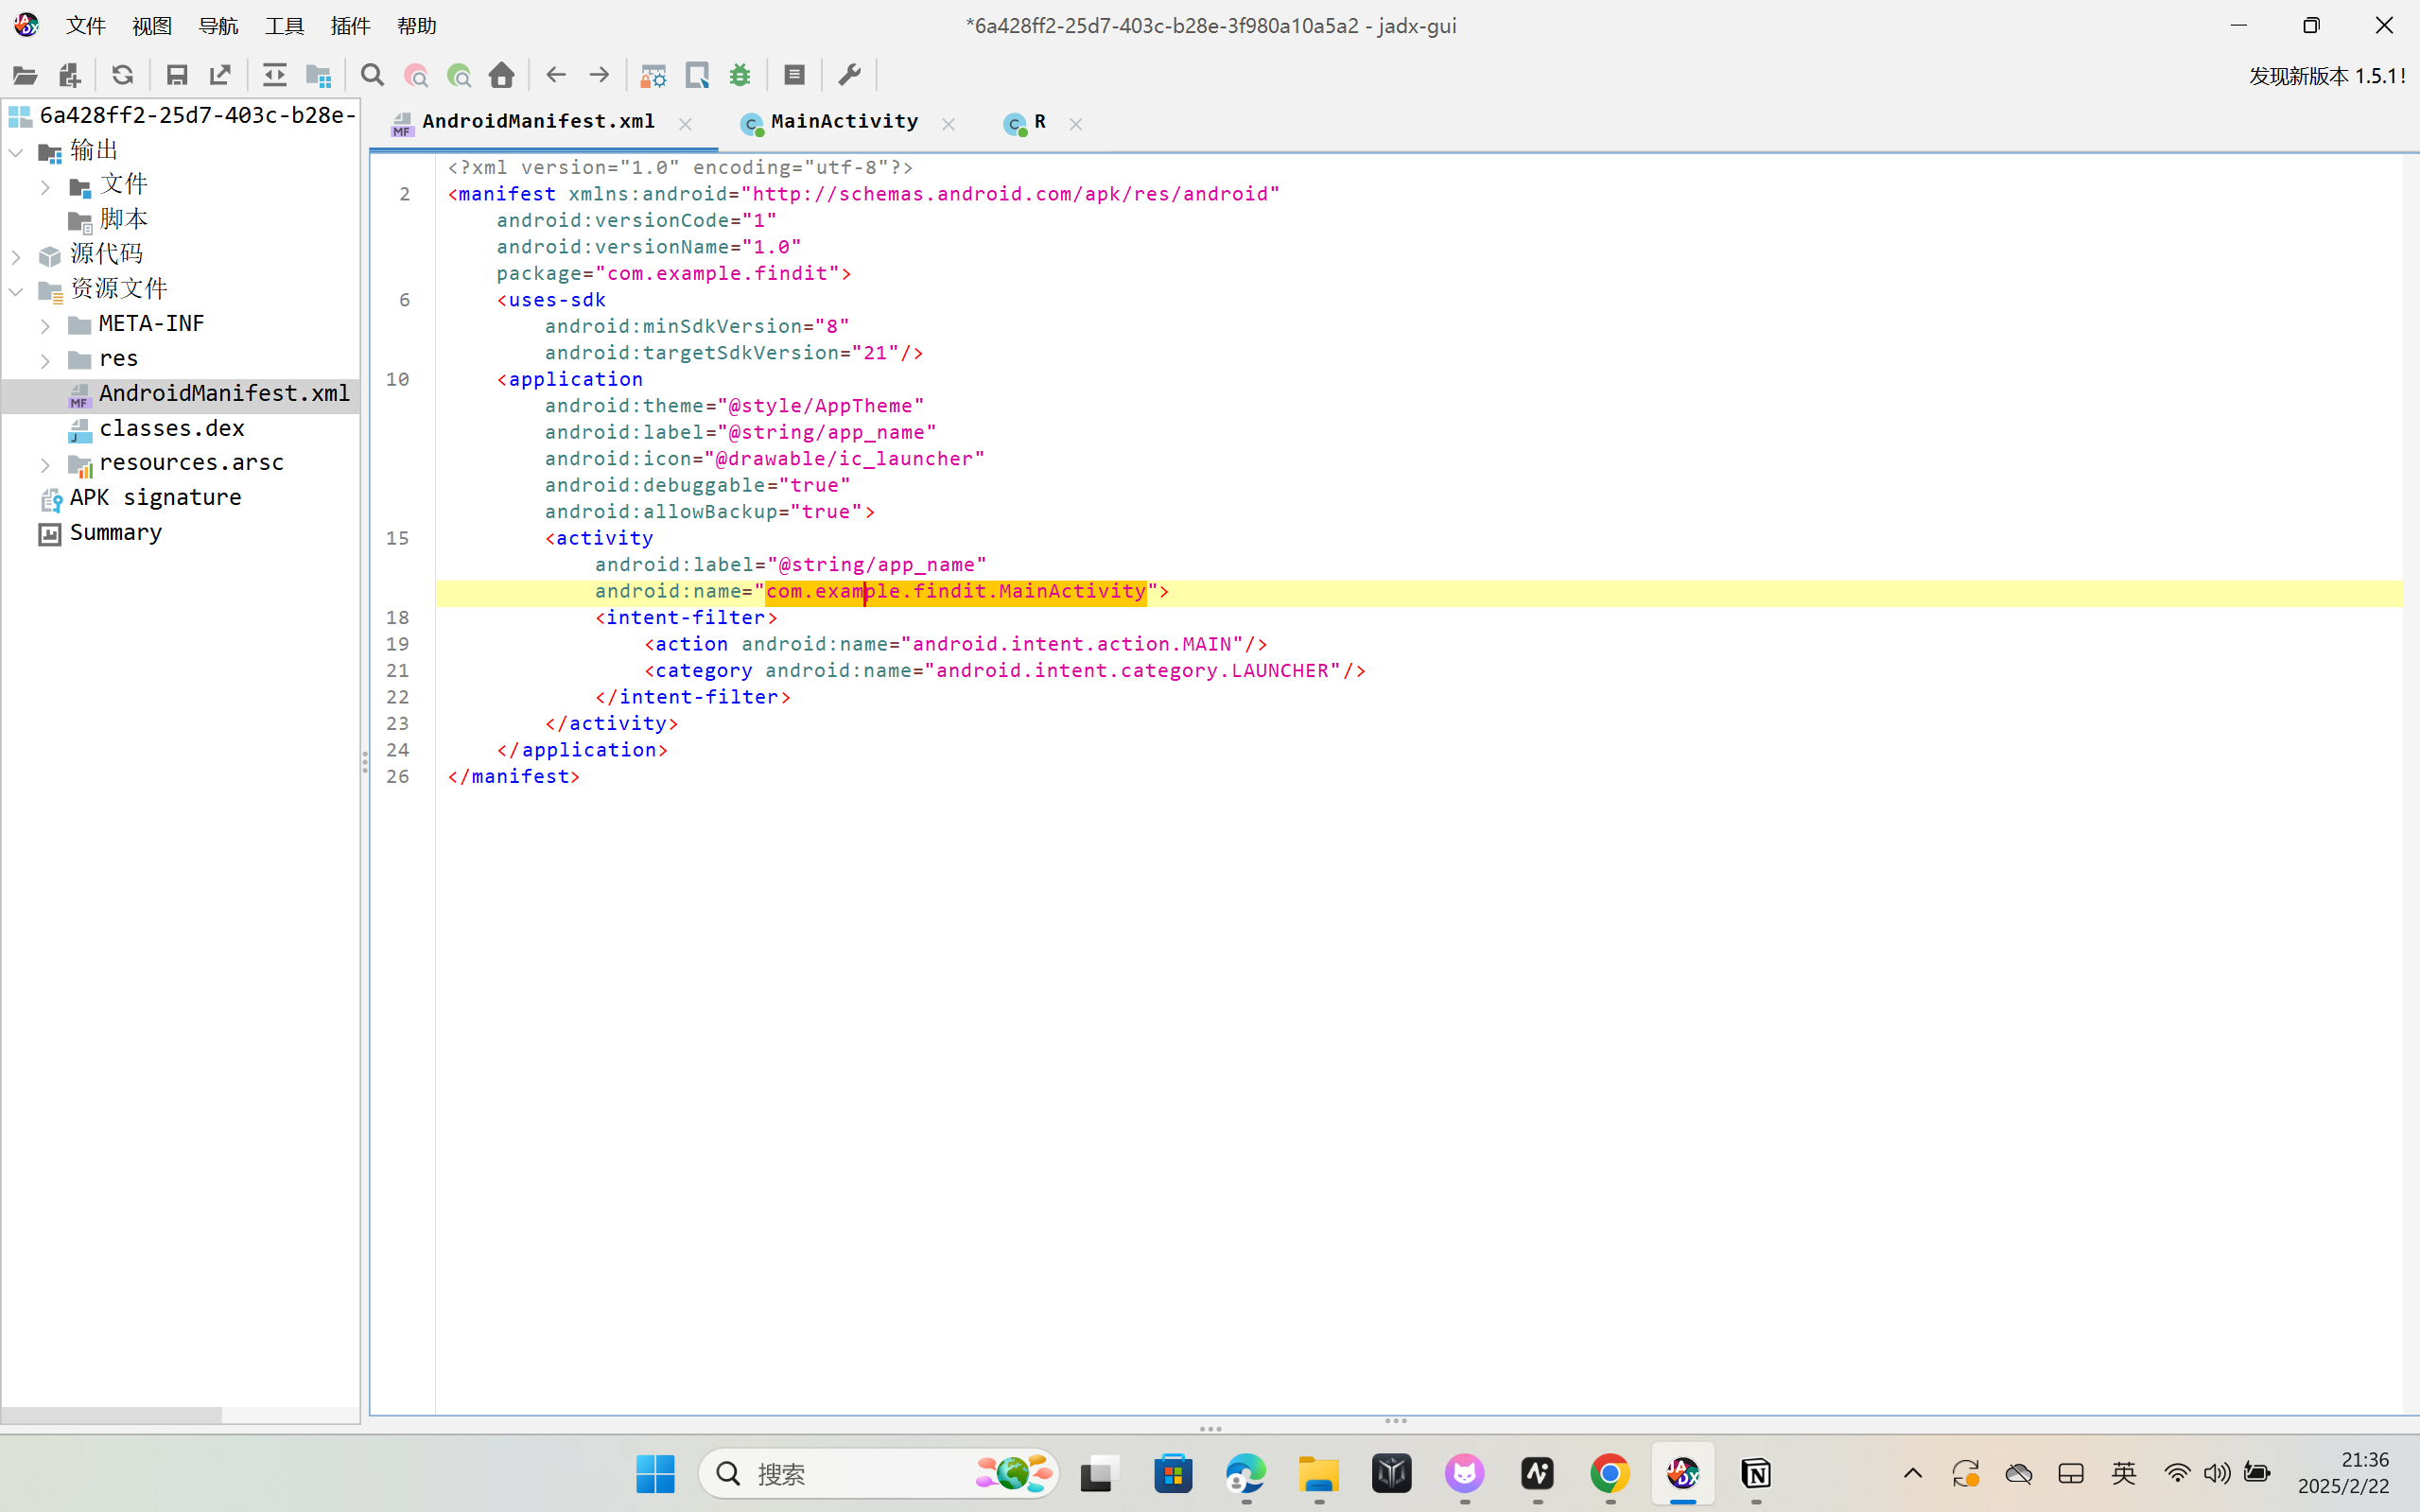 文件 视图 导航 工具 插件 帮助
*6a428ff2-25d7-403c-b28e-3f980a10a5a2 - jadx-gui
发现新版本 1.5.1!
6a428ff2-25d7-403c-b28e-
输出
文件
脚本
源代码
资源文件
META-INF
res
MF AndroidManifest.xml
J classes.dex
resources.arsc
APK signature
Summary
MF AndroidManifest.xml
C MainActivity
C R
<?xml version="1.0" encoding="utf-8"?>
2 <manifest xmlns:android="http://schemas.android.com/apk/res/android"
android:versionCode="1"
android:versionName="1.0"
package="com.example.findit">
6 <uses-sdk
android:minSdkVersion="8"
android:targetSdkVersion="21"/>
10 <application
android:theme="@style/AppTheme"
android:label="@string/app_name"
android:icon="@drawable/ic_launcher"
android:debuggable="true"
android:allowBackup="true">
15 <activity
android:label="@string/app_name"
android:name="com.example.findit.MainActivity">
18 <intent-filter>
19 <action android:name="android.intent.action.MAIN"/>
21 <category android:name="android.intent.category.LAUNCHER"/>
22 </intent-filter>
23 </activity>
24 </application>
26 </manifest>
搜索
英
21:36
2025/2/22